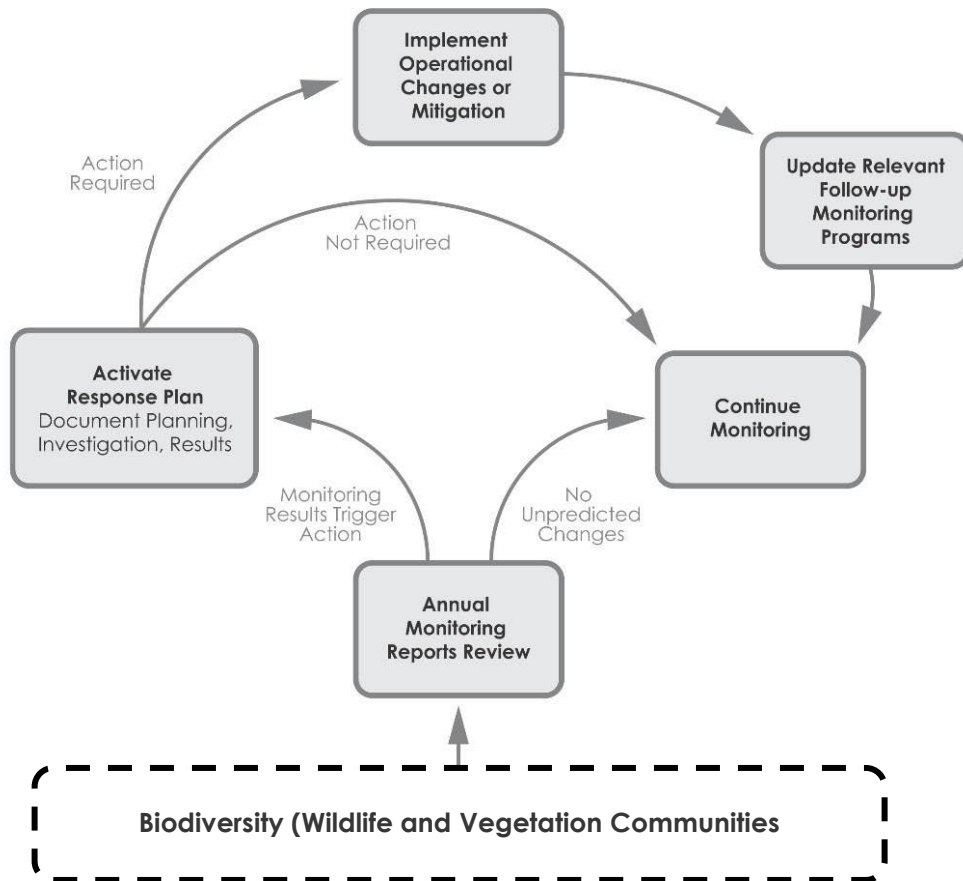 Implement
Operational
Changes or
Mitigation
Action
Required
Update Relevant
Follow-up
Monitoring
Programs
Action
Not Required
Activate
Response Plan
Document Planning,
Investigation, Results
Continue
Monitoring
Monitoring
Results Trigger
Action
No
Unpredicted
Changes
Annual
Monitoring
Reports Review
Biodiversity (Wildlife and Vegetation Communities